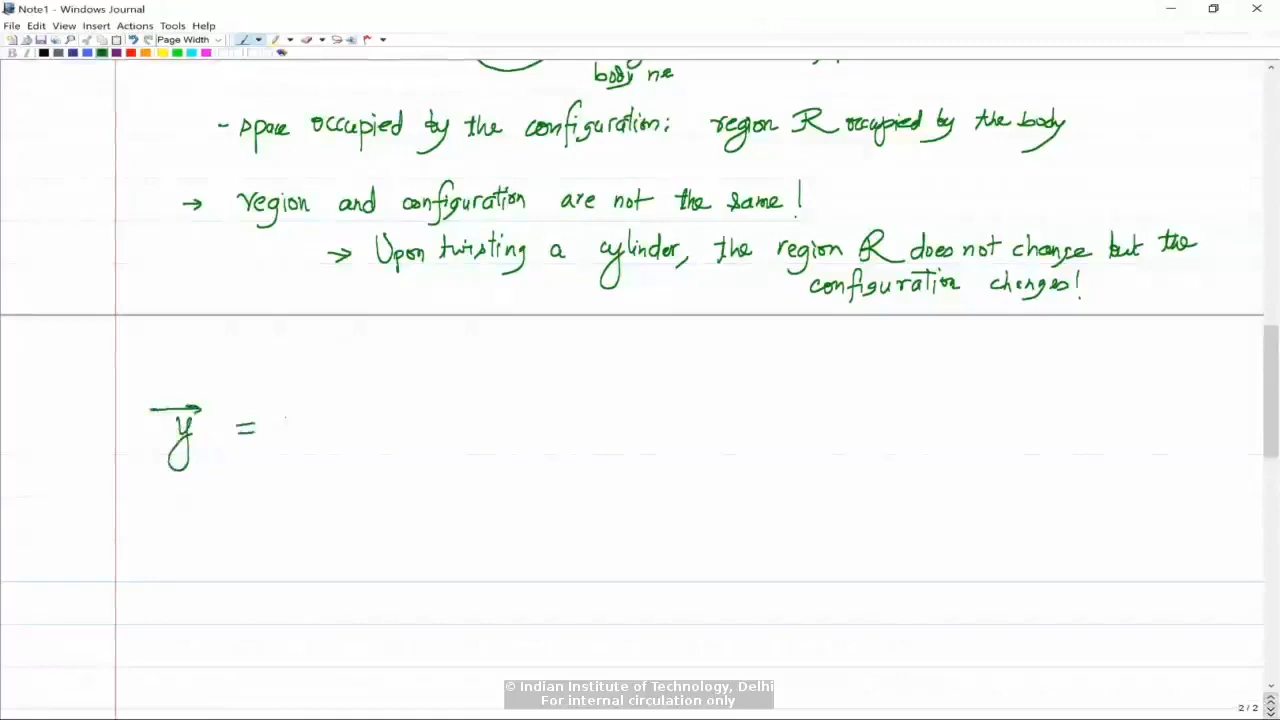 Note1 - Windows Journal
File Edit View Insert Actions Tools Help
Page Width
body
- space occupied by the configuration: region R occupied by the body
→ region and configuration are not the same!
→ Upon twisting a cylinder, the region R does not change but the
configuration changes!
y =
© Indian Institute of Technology, Delhi
For internal circulation only
2 / 2